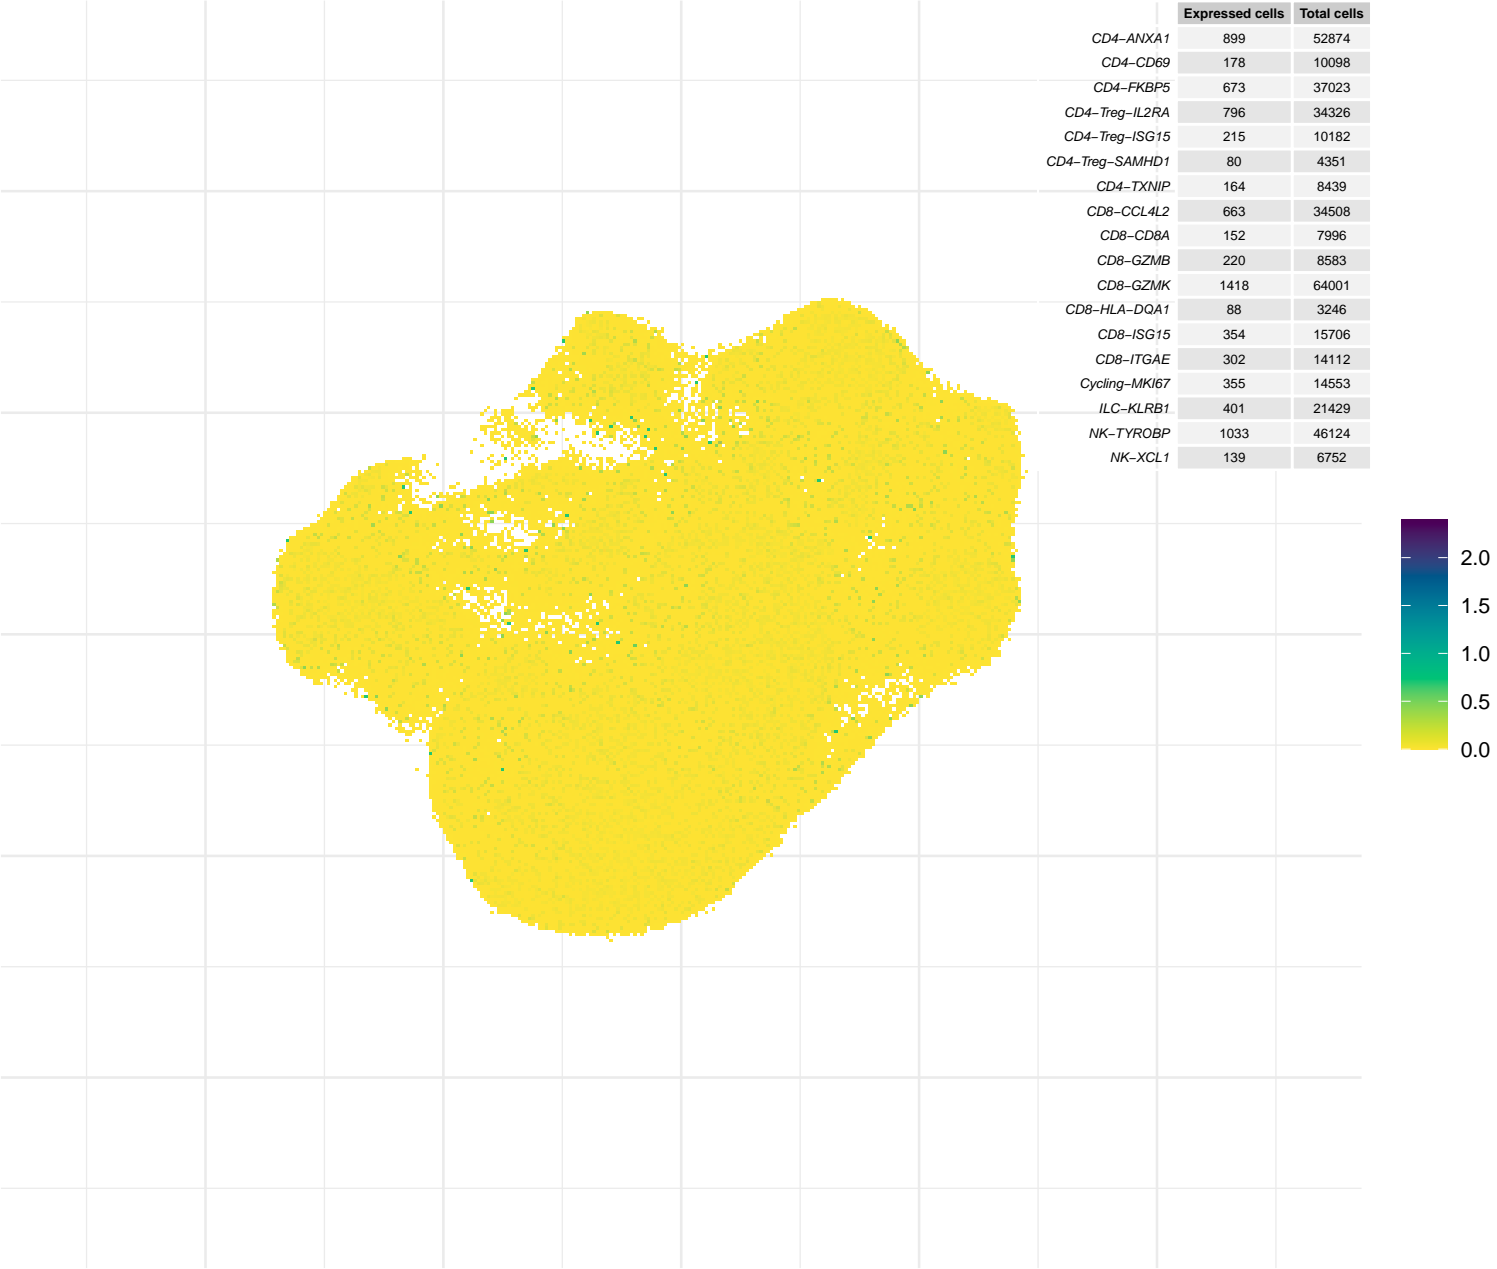 Expressed cells Total cells
CD4−ANXA1 899 52874
CD4−CD69 178 10098
CD4−FKBP5 673 37023
CD4−Treg−IL2RA 796 34326
CD4−Treg−ISG15 215 10182
CD4−Treg−SAMHD1 80 4351
CD4−TXNIP 164 8439
CD8−CCL4L2 663 34508
CD8−CD8A 152 7996
CD8−GZMB 220 8583
CD8−GZMK 1418 64001
CD8−HLA−DQA1 88 3246
CD8−ISG15 354 15706
CD8−ITGAE 302 14112
Cycling−MKI67 355 14553
ILC−KLRB1 401 21429
NK−TYROBP 1033 46124
NK−XCL1 139 6752
2.0
1.5
1.0
0.5
0.0